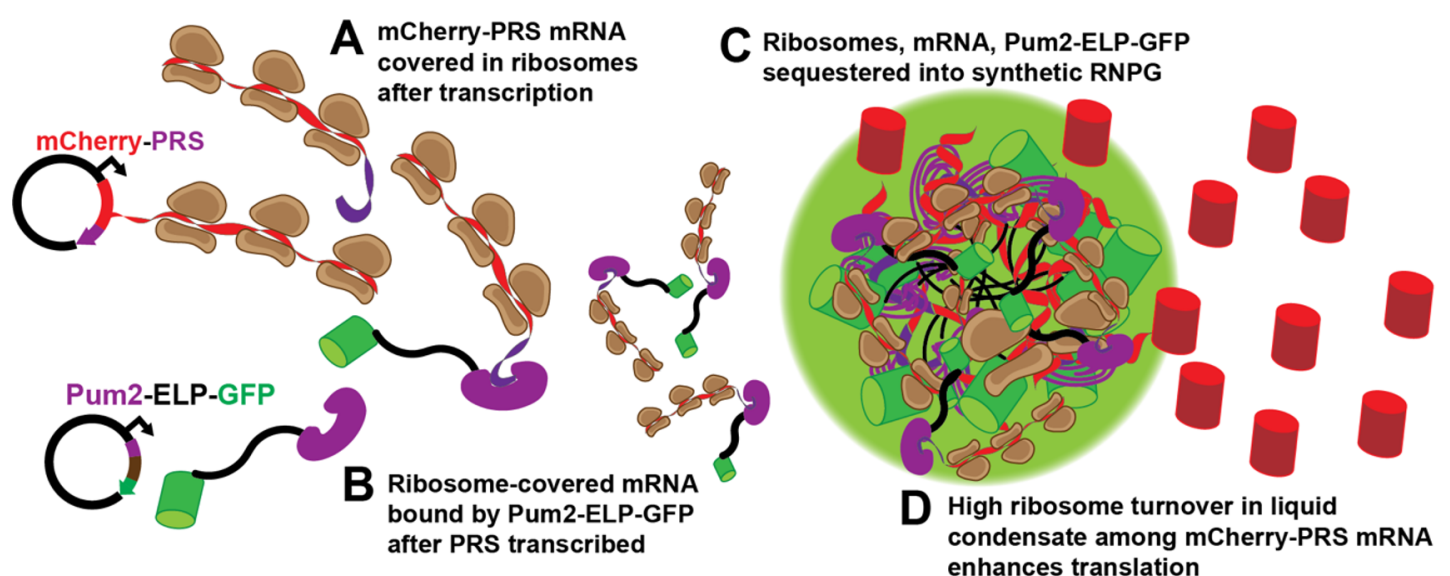 A mCherry-PRS mRNA
covered in ribosomes
after transcription
C Ribosomes, mRNA, Pum2-ELP-GFP
sequestered into synthetic RNPG
mCherry-PRS
Pum2-ELP-GFP
B Ribosome-covered mRNA
bound by Pum2-ELP-GFP
after PRS transcribed
D High ribosome turnover in liquid
condensate among mCherry-PRS mRNA
enhances translation